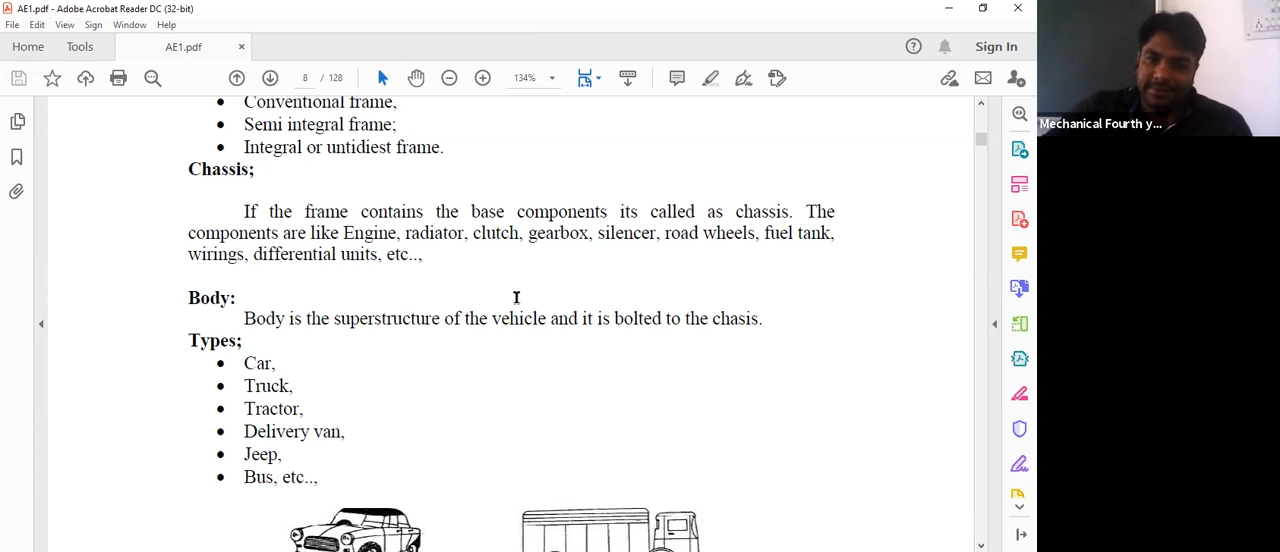 AE1.pdf - Adobe Acrobat Reader DC (32-bit)
File Edit View Sign Window Help
Home Tools AE1.pdf × Sign In
8 / 128 134%
Conventional frame,
• Semi integral frame;
• Integral or untidiest frame.
Chassis;
If the frame contains the base components its called as chassis. The
components are like Engine, radiator, clutch, gearbox, silencer, road wheels, fuel tank,
wirings, differential units, etc..,
Body:
Body is the superstructure of the vehicle and it is bolted to the chasis.
Types;
• Car,
• Truck,
• Tractor,
• Delivery van,
• Jeep,
• Bus, etc..,
Mechanical Fourth y...